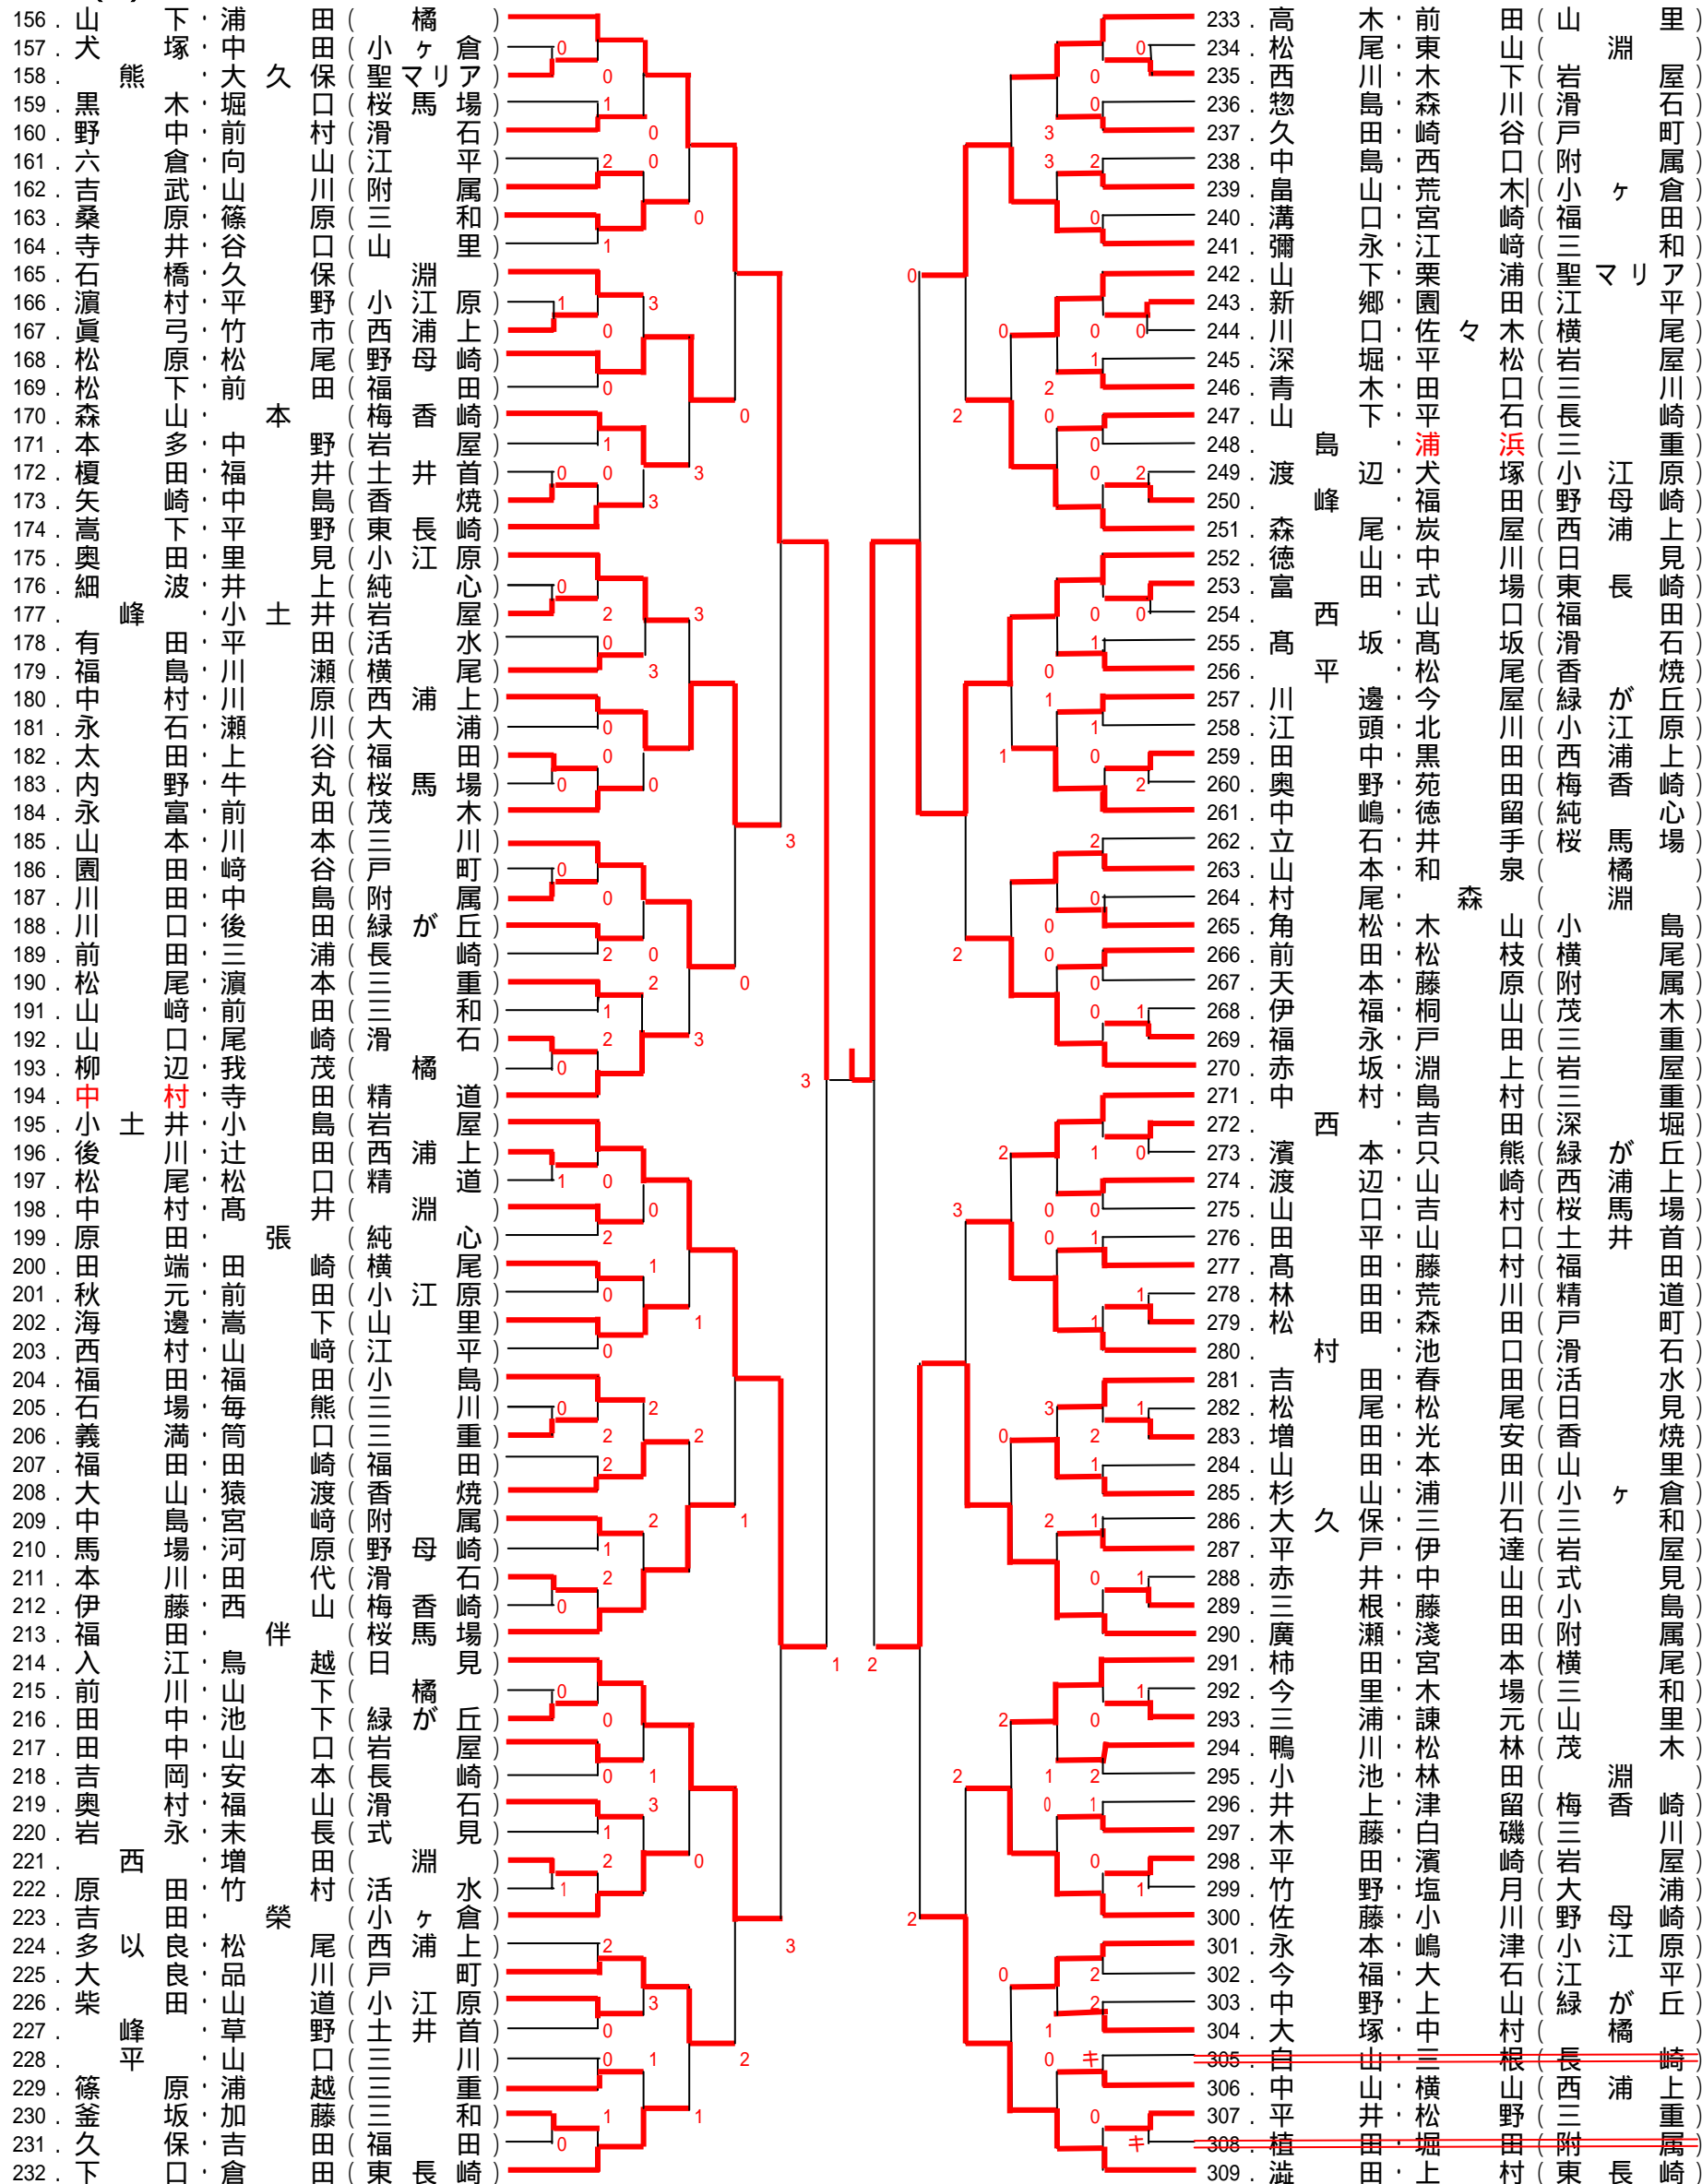 156．山下・浦田（橘）
157．犬塚・中田（小ヶ倉）
158．熊・大久保（聖マリア）
159．黒木・堀口（桜馬場）
160．野中・前村（滑石）
161．六倉・向山（江平）
162．吉武・山川（附属）
163．桑原・篠原（三和）
164．寺井・谷口（山里）
165．石橋・久保（淵）
166．濵村・平野（小江原）
167．眞弓・竹市（西浦上）
168．松原・松尾（野母崎）
169．松下・前田（福田）
170．森山・本（梅香崎）
171．本多・中野（岩屋）
172．榎田・福井（土井首）
173．矢崎・中島（香焼）
174．嵩下・平野（東長崎）
175．奥田・里見（小江原）
176．細波・井上（純心）
177．峰・小土井（岩屋）
178．有田・平田（活水）
179．福島・川瀬（横尾）
180．中村・川原（西浦上）
181．永石・瀬川（大浦）
182．太田・上谷（福田）
183．内野・牛丸（桜馬場）
184．永富・前田（茂木）
185．山本・川本（三川）
186．園田・﨑谷（戸町）
187．川田・中島（附属）
188．川口・後田（緑が丘）
189．前田・三浦（長崎）
190．松尾・濵本（三重）
191．山﨑・前田（三和）
192．山口・尾崎（滑石）
193．柳辺・我茂（橘）
194．中村・寺田（精道）
195．小土井・小島（岩屋）
196．後川・辻田（西浦上）
197．松尾・松口（精道）
198．中村・髙井（淵）
199．原田・張（純心）
200．田端・田崎（横尾）
201．秋元・前田（小江原）
202．海邊・嵩下（山里）
203．西村・山﨑（江平）
204．福田・福田（小島）
205．石場・毎熊（三川）
206．義満・筒口（三重）
207．福田・田崎（福田）
208．大山・猿渡（香焼）
209．中島・宮﨑（附属）
210．馬場・河原（野母崎）
211．本川・田代（滑石）
212．伊藤・西山（梅香崎）
213．福田・伴（桜馬場）
214．入江・鳥越（日見）
215．前川・山下（橘）
216．田中・池下（緑が丘）
217．田中・山口（岩屋）
218．吉岡・安本（長崎）
219．奥村・福山（滑石）
220．岩永・末長（式見）
221．西・増田（淵）
222．原田・竹村（活水）
223．吉田・榮（小ヶ倉）
224．多以良・松尾（西浦上）
225．大良・品川（戸町）
226．柴田・山道（小江原）
227．峰・草野（土井首）
228．平・山口（三川）
229．篠原・浦越（三重）
230．釜坂・加藤（三和）
231．久保・吉田（福田）
232．下口・倉田（東長崎）
233．高木・前田（山里）
234．松尾・東山（淵）
235．西川・木下（岩屋）
236．惣島・森川（滑石）
237．久田・崎谷（戸町）
238．中島・西口（附属）
239．畠山・荒木（小ヶ倉）
240．溝口・宮崎（福田）
241．彌永・江﨑（三和）
242．山下・栗浦（聖マリア）
243．新郷・園田（江平）
244．川口・佐々木（横尾）
245．深堀・平松（岩屋）
246．青木・田口（三川）
247．山下・平石（長崎）
248．島・浦浜（三重）
249．渡辺・犬塚（小江原）
250．峰・福田（野母崎）
251．森尾・炭屋（西浦上）
252．徳山・中川（日見）
253．富田・式場（東長崎）
254．西・山口（福田）
255．髙坂・髙坂（滑石）
256．平・松尾（香焼）
257．川邊・今屋（緑が丘）
258．江頭・北川（小江原）
259．田中・黒田（西浦上）
260．奥野・苑田（梅香崎）
261．中嶋・徳留（純心）
262．立石・井手（桜馬場）
263．山本・和泉（橘）
264．村尾・森（淵）
265．角松・木山（小島）
266．前田・松枝（横尾）
267．天本・藤原（附属）
268．伊福・桐山（茂木）
269．福永・戸田（三重）
270．赤坂・淵上（岩屋）
271．中村・島村（三重）
272．西・吉田（深堀）
273．濱本・只熊（緑が丘）
274．渡辺・山崎（西浦上）
275．山口・吉村（桜馬場）
276．田平・山口（土井首）
277．髙田・藤村（福田）
278．林田・荒川（精道）
279．松田・森田（戸町）
280．村・池口（滑石）
281．吉田・春田（活水）
282．松尾・松尾（日見）
283．増田・光安（香焼）
284．山田・本田（山里）
285．杉山・浦川（小ヶ倉）
286．大久保・三石（三和）
287．平戸・伊達（岩屋）
288．赤井・中山（式見）
289．三根・藤田（小島）
290．廣瀬・淺田（附属）
291．柿田・宮本（横尾）
292．今里・木場（三和）
293．三浦・諌元（山里）
294．鴨川・松林（茂木）
295．小池・林田（淵）
296．井上・津留（梅香崎）
297．木藤・白磯（三川）
298．平田・濱崎（岩屋）
299．竹野・塩月（大浦）
300．佐藤・小川（野母崎）
301．永本・嶋津（小江原）
302．今福・大石（江平）
303．中野・上山（緑が丘）
304．大塚・中村（橘）
305．白山・三根（長崎）
306．中山・横山（西浦上）
307．平井・松野（三重）
308．植田・堀田（附属）
309．澁田・上村（東長崎）